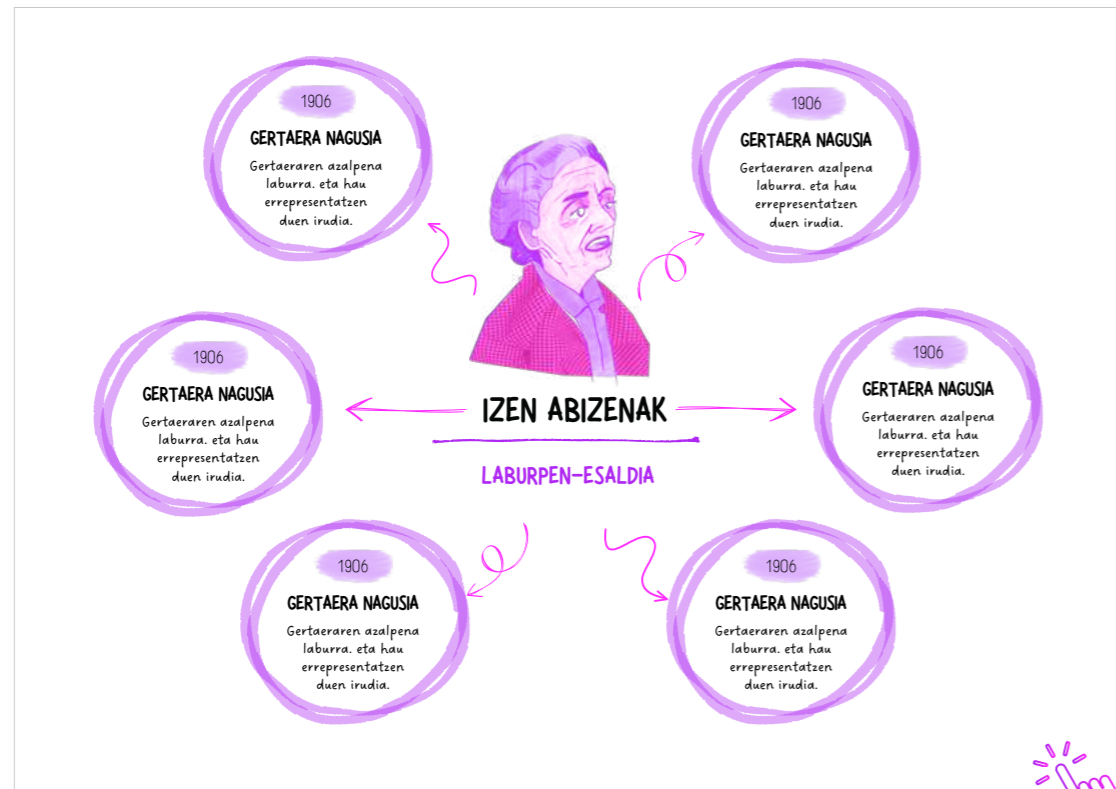 1906
GERTAERA NAGUSIA
Gertaeraren azalpena
laburra. eta hau
errepresentatzen
duen irudia.
1906
GERTAERA NAGUSIA
Gertaeraren azalpena
laburra. eta hau
errepresentatzen
duen irudia.
1906
GERTAERA NAGUSIA
Gertaeraren azalpena
laburra. eta hau
errepresentatzen
duen irudia.
IZEN ABIZENAK
LABURPEN-ESALDIA
1906
GERTAERA NAGUSIA
Gertaeraren azalpena
laburra. eta hau
errepresentatzen
duen irudia.
1906
GERTAERA NAGUSIA
Gertaeraren azalpena
laburra. eta hau
errepresentatzen
duen irudia.
1906
GERTAERA NAGUSIA
Gertaeraren azalpena
laburra. eta hau
errepresentatzen
duen irudia.